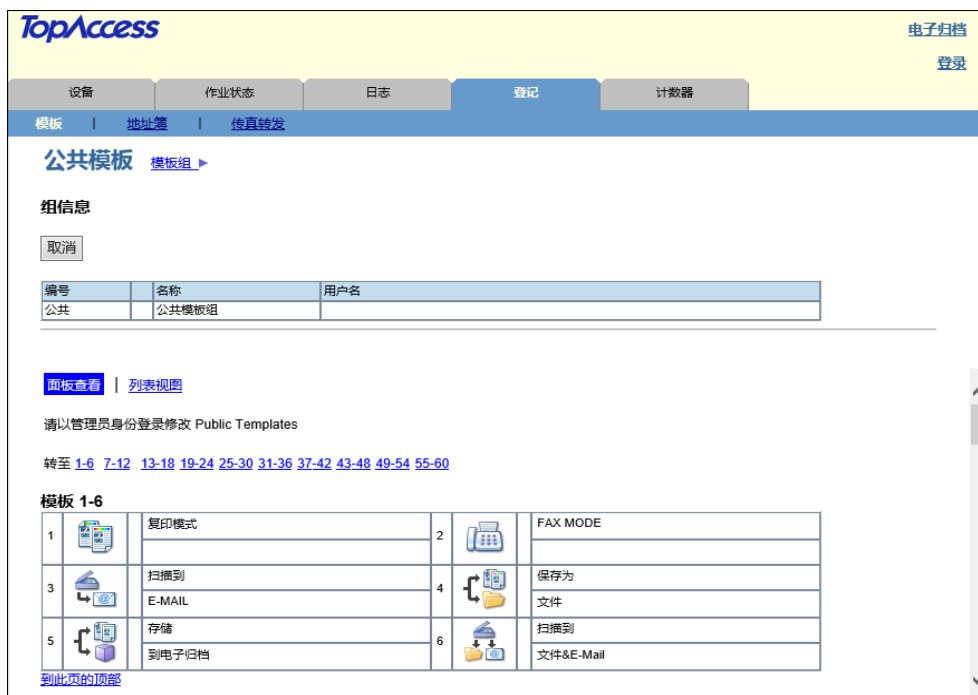 TopAccess
电子归档
登录
设备 作业状态 日志 登记 计数器
模板 | 地址簿 | 传真转发
公共模板 模板组
组信息
取消
编号 名称 用户名
公共 公共模板组
面板查看 | 列表视图
请以管理员身份登录修改 Public Templates
转至 1-6 7-12 13-18 19-24 25-30 31-36 37-42 43-48 49-54 55-60
模板 1-6
1 复印模式 2 FAX MODE
3 扫描到 4 保存为
E-MAIL 文件
5 存储 6 扫描到
到电子归档 文件&E-Mail
到此页的顶部